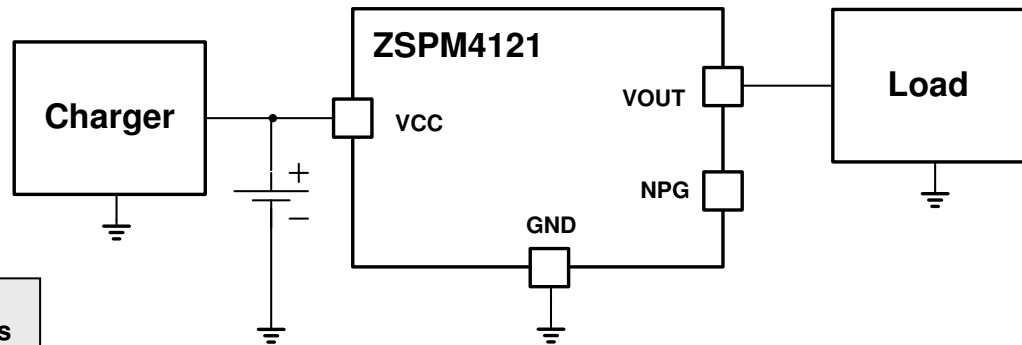 ZSPM4121
Charger
VCC
VOUT
Load
NPG
GND
+
−
s